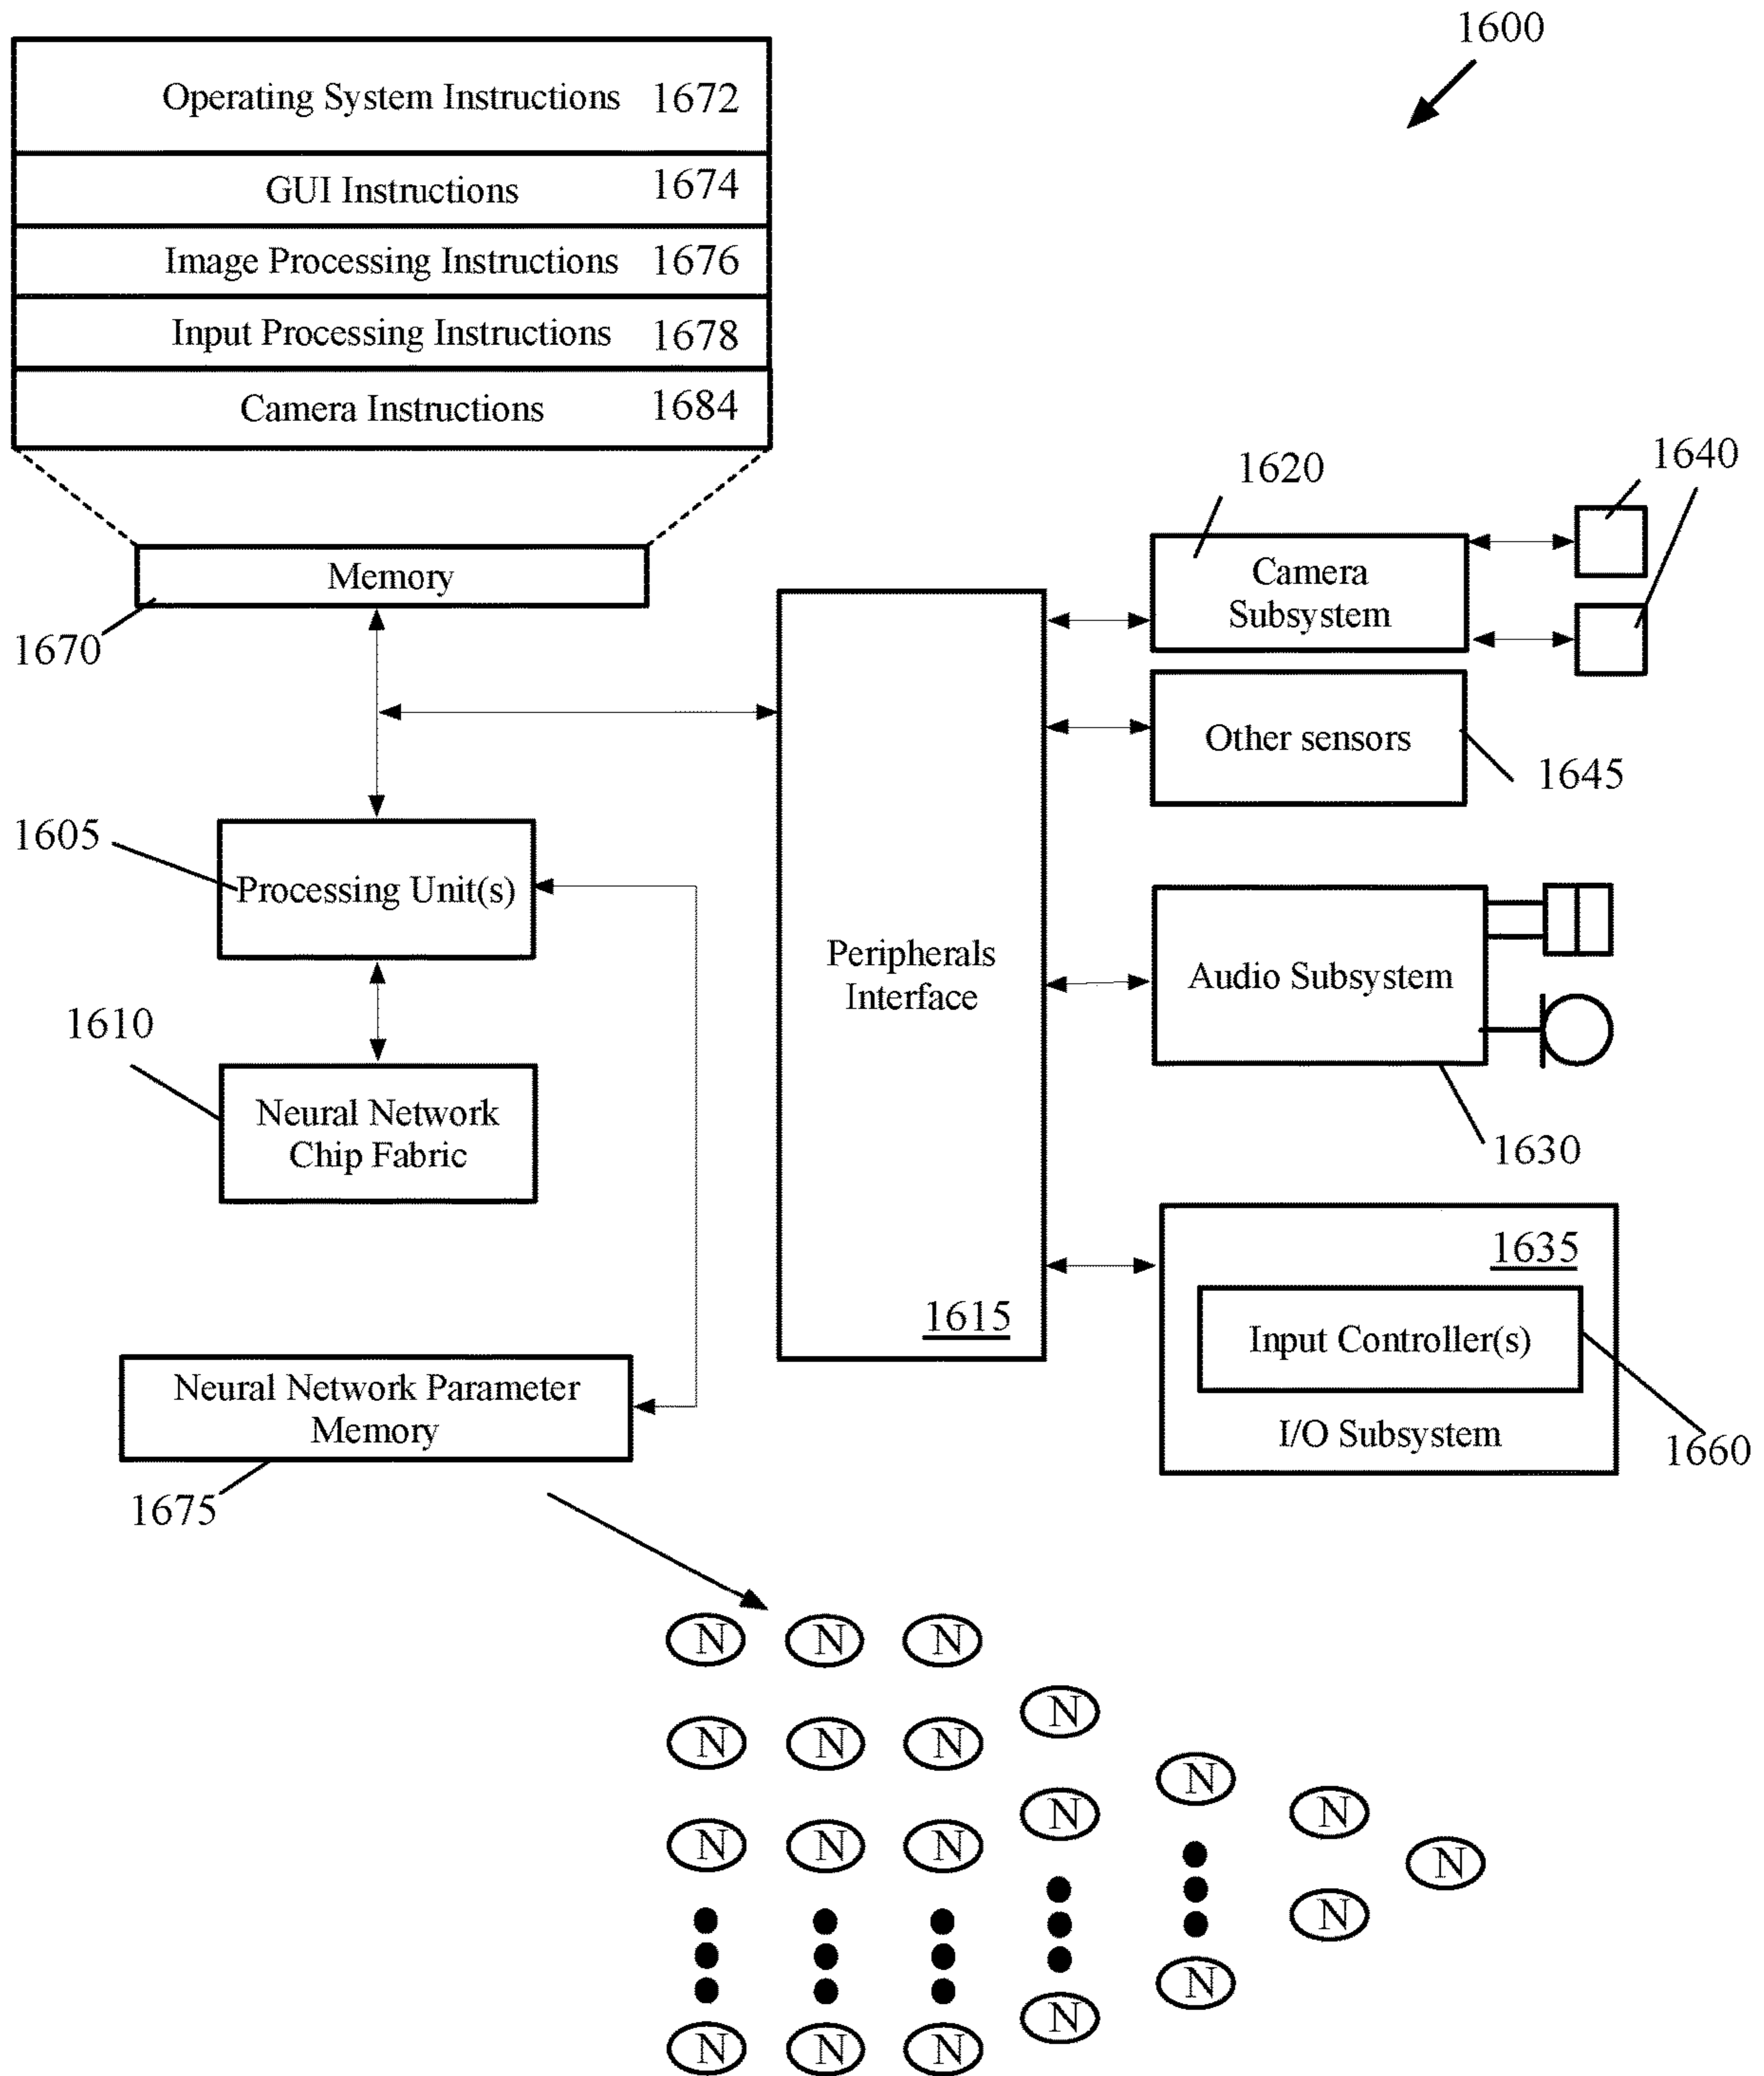 1600
Operating System Instructions 1672
GUI Instructions 1674
Image Processing Instructions 1676
Input Processing Instructions 1678
Camera Instructions 1684
Memory
1670
1620
1640
Camera
Subsystem
Other sensors
1645
1605
Processing Unit(s)
1610
Neural Network
Chip Fabric
Peripherals
Interface
1615
Audio Subsystem
1630
1635
Input Controller(s)
I/O Subsystem
1660
Neural Network Parameter
Memory
1675
N N N
N
N N N
N
N
N
N N N
N
N
N
N
N
N N N